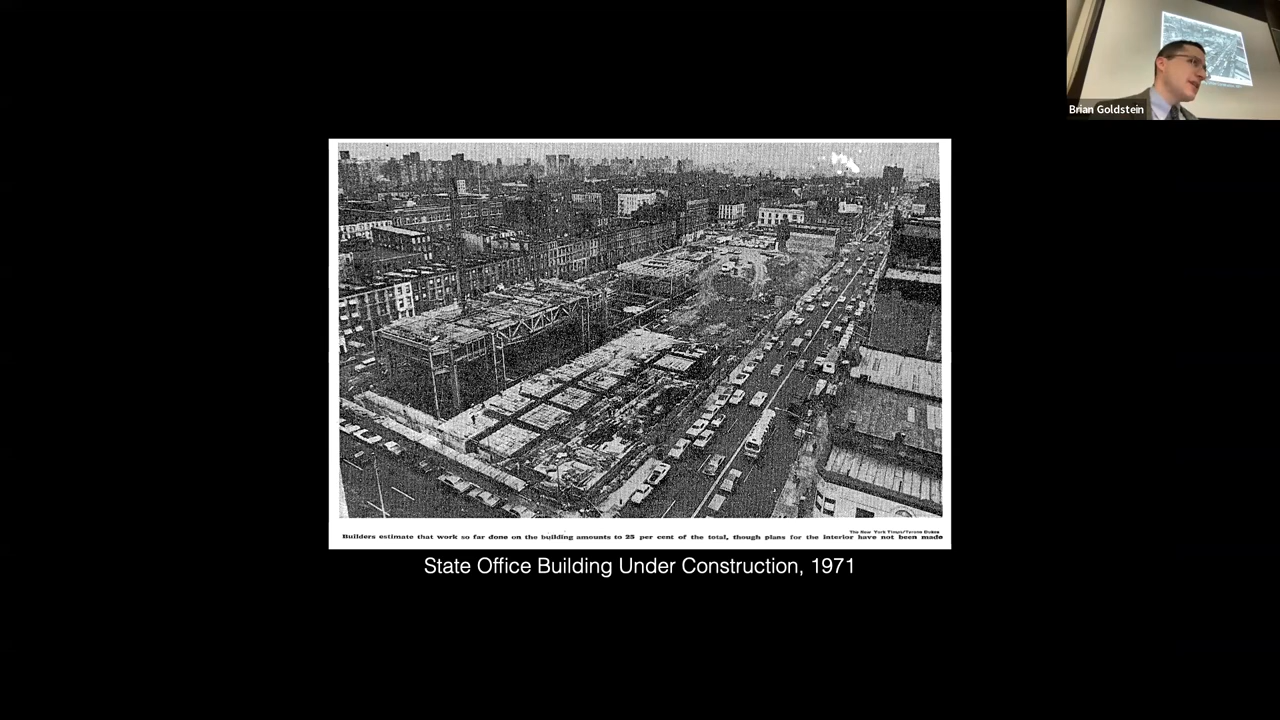 Brian Goldstein
The New York Times/Tyrone Dukes
Builders estimate that work so far done on the building amounts to 25 per cent of the total, though plans for the interior have not been made
State Office Building Under Construction, 1971